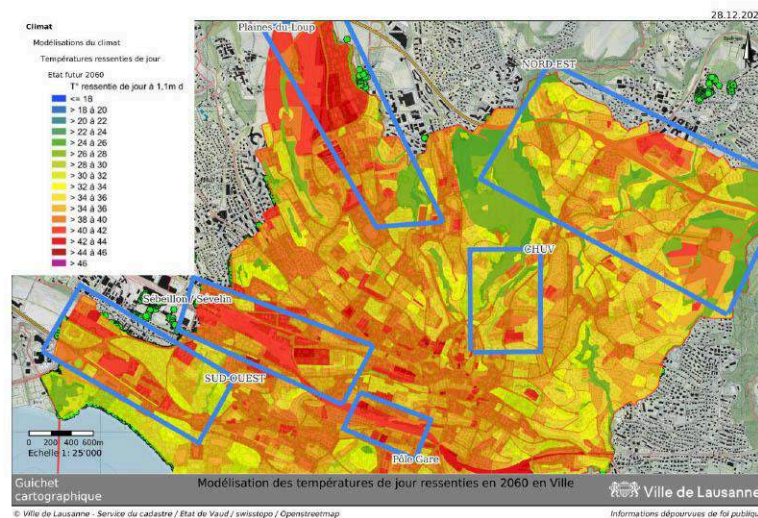 28.12.202
Climat
Modélisations du climat
Températures ressenties de jour
Etat futur 2060
T° ressentie de jour à 1,1m d
<= 18
> 18 à 20
> 20 à 22
> 22 à 24
> 24 à 26
> 26 à 28
> 28 à 30
> 30 à 32
> 32 à 34
> 34 à 36
> 36 à 38
> 38 à 40
> 40 à 42
> 42 à 44
> 44 à 46
> 46
Plaines-du-Loup
NORD-EST
CHUV
Sébeillon / Sévelin
SUD-OUEST
Pôle Gare
0 200 400 600m
Echelle 1: 25'000
Guichet
cartographique
Modélisation des températures de jour ressenties en 2060 en Ville
Ville de Lausanne
© Ville de Lausanne - Service du cadastre / Etat de Vaud / swisstopo / Openstreetmap
Informations dépourvues de foi publiqu